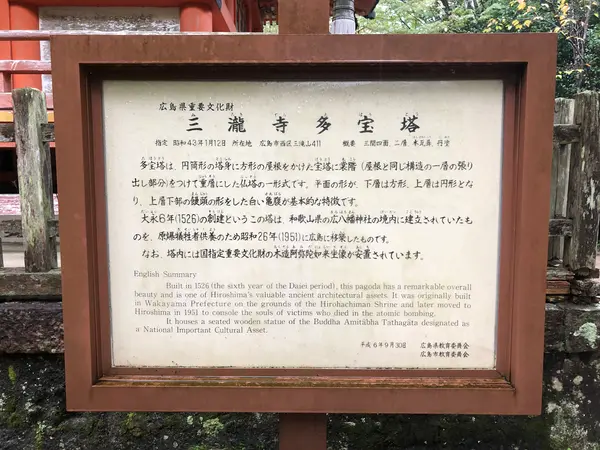 広島県重要文化財
三瀧寺多宝塔
指定 昭和43年1月12日 所在地 広島市西区三滝山411 概要 三間四面、二層、本瓦葺、丹塗
多宝塔は、円筒形の塔身に方形の屋根をかけた宝塔に裳階(屋根と同じ構造の一層の張り
出し部分)をつけて重層にした仏塔の一形式です。平面の形が、下層は方形、上層は円形とな
り、上層下部の饅頭の形をした白い亀腹が基本的な特徴です。
大永6年(1526)の創建というこの塔は、和歌山県の広八幡神社の境内に建立されていたも
のを、原爆犠牲者供養のため昭和26年(1951)に広島に移築したものです。
なお、塔内には国指定重要文化財の木造阿弥陀如来坐像が安置されています。
English Summary
Built in 1526 (the sixth year of the Daiei period), this pagoda has a remarkable overall
beauty and is one of Hiroshima's valuable ancient architectural assets. It was originally built
in Wakayama Prefecture on the grounds of the Hirohachiman Shrine and later moved to
Hiroshima in 1951 to console the souls of victims who died in the atomic bombing.
It houses a seated wooden statue of the Buddha Amitābha Tathāgata designated as
a National Important Cultural Asset.
平成6年9月30日 広島県教育委員会
広島市教育委員会